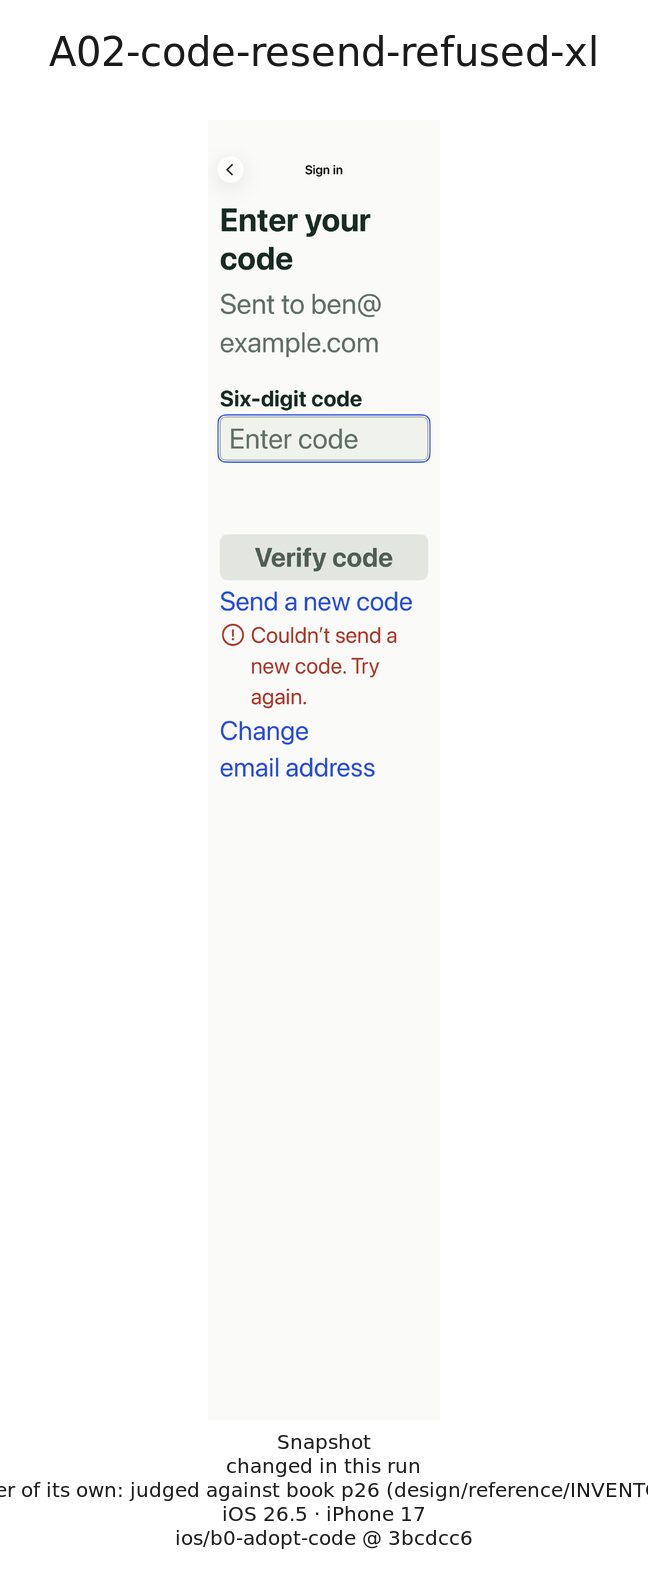 A02-code-resend-refused-xl
Sign in
Enter your
code
Sent to ben@
example.com
Six-digit code
Enter code
Verify code
Send a new code
Couldn’t send a
new code. Try
again.
Change
email address
Snapshot
changed in this run
of its own: judged against book p26 (design/reference/
iOS 26.5 · iPhone 17
ios/b0-adopt-code @ 3bcdcc6